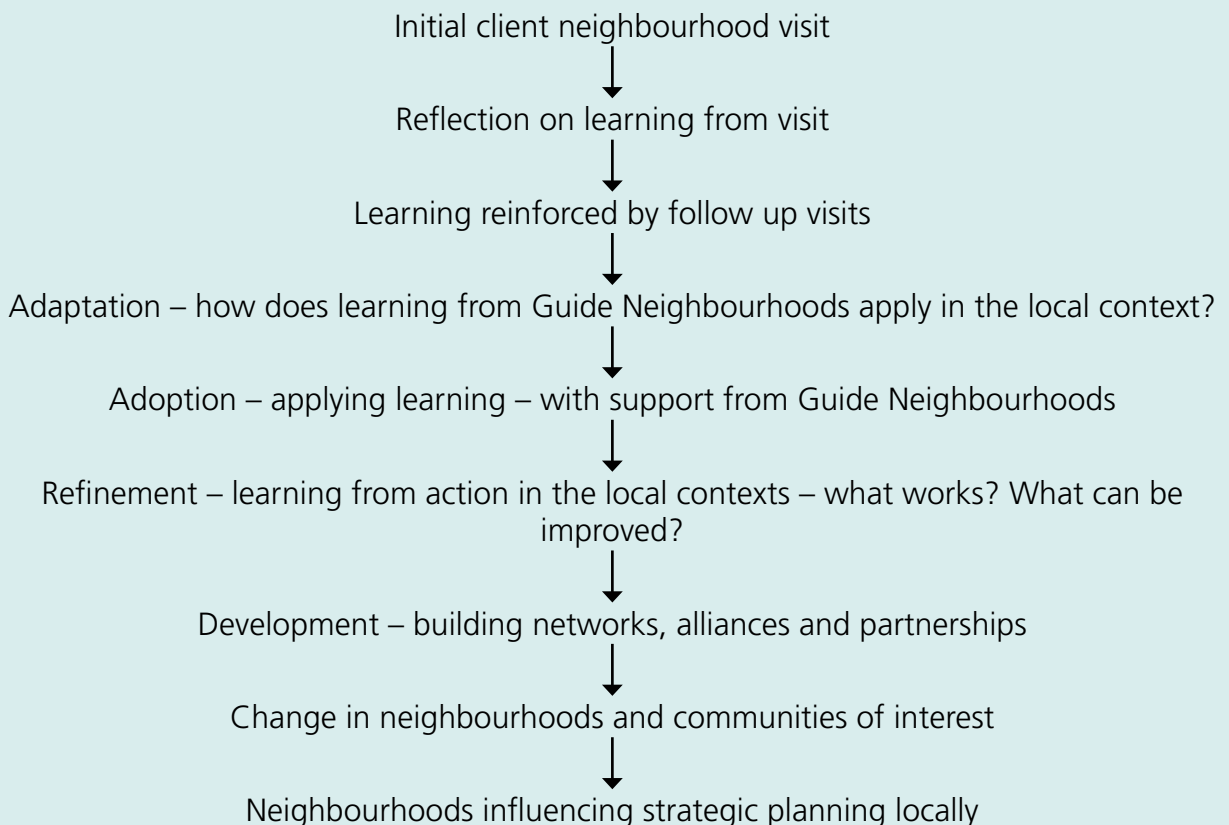 Initial client neighbourhood visit
Reflection on learning from visit
Learning reinforced by follow up visits
Adaptation – how does learning from Guide Neighbourhoods apply in the local context?
Adoption – applying learning – with support from Guide Neighbourhoods
Refinement – learning from action in the local contexts – what works? What can be
improved?
Development – building networks, alliances and partnerships
Change in neighbourhoods and communities of interest
Neighbourhoods influencing strategic planning locally